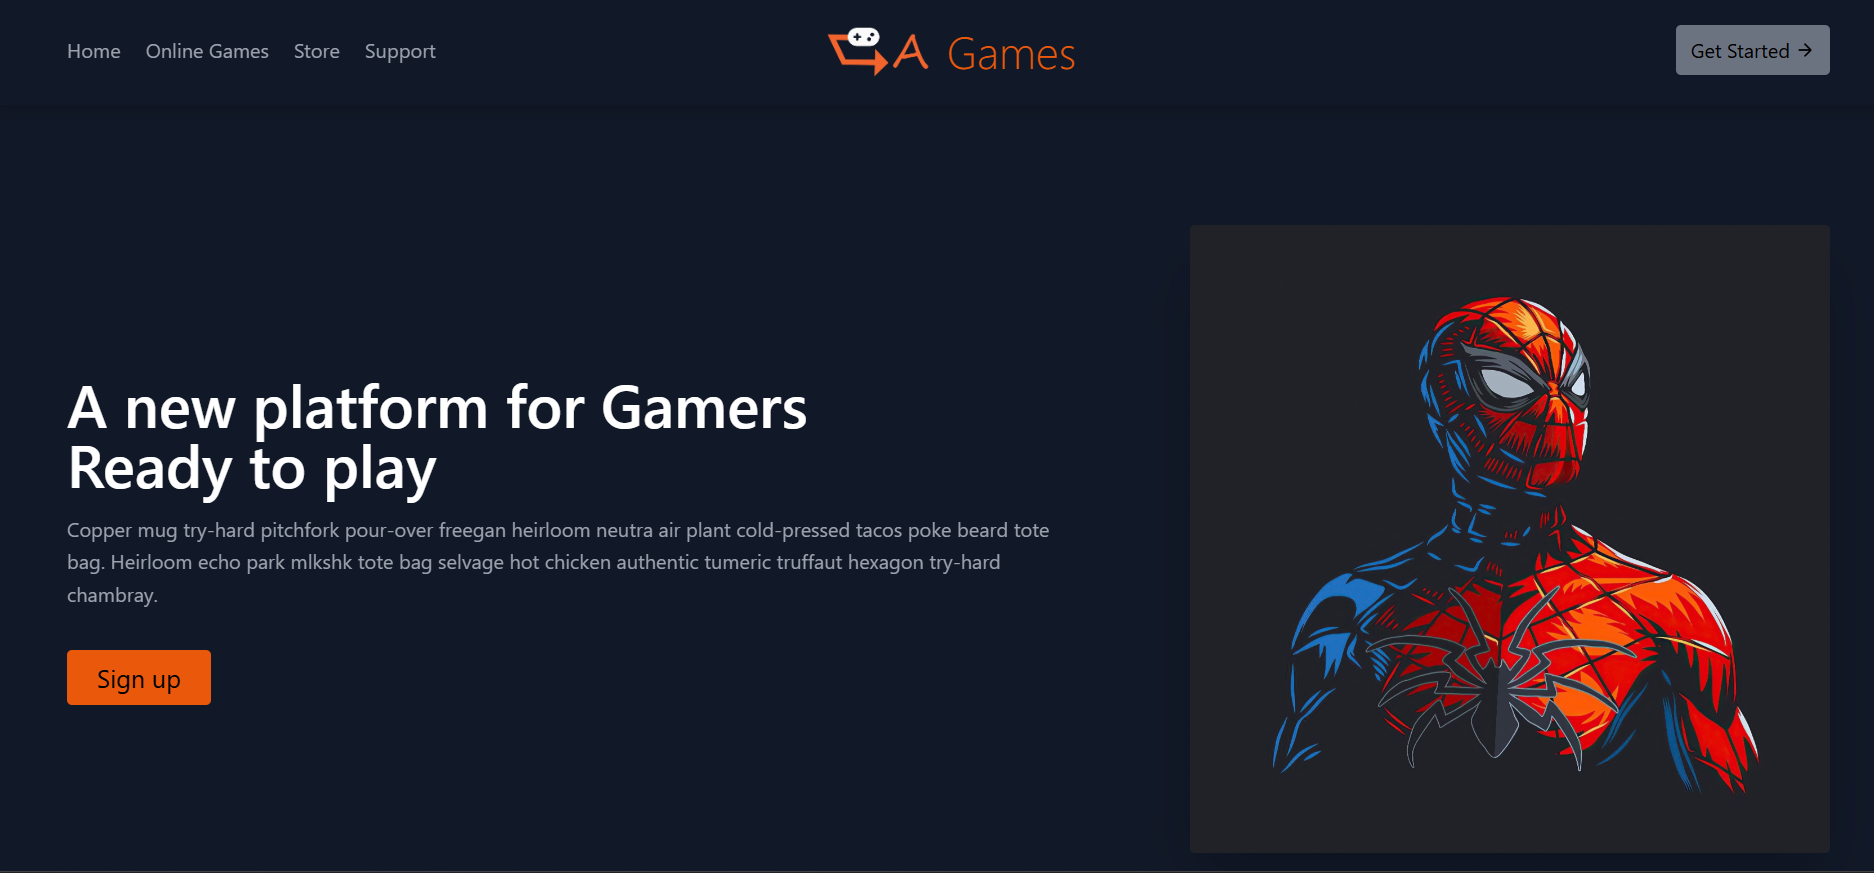 Home Online Games Store Support
A Games
Get Started →
A new platform for Gamers
Ready to play
Copper mug try-hard pitchfork pour-over freegan heirloom neutra air plant cold-pressed tacos poke beard tote
bag. Heirloom echo park mlkshk tote bag selvage hot chicken authentic tumeric truffaut hexagon try-hard
chambray.
Sign up